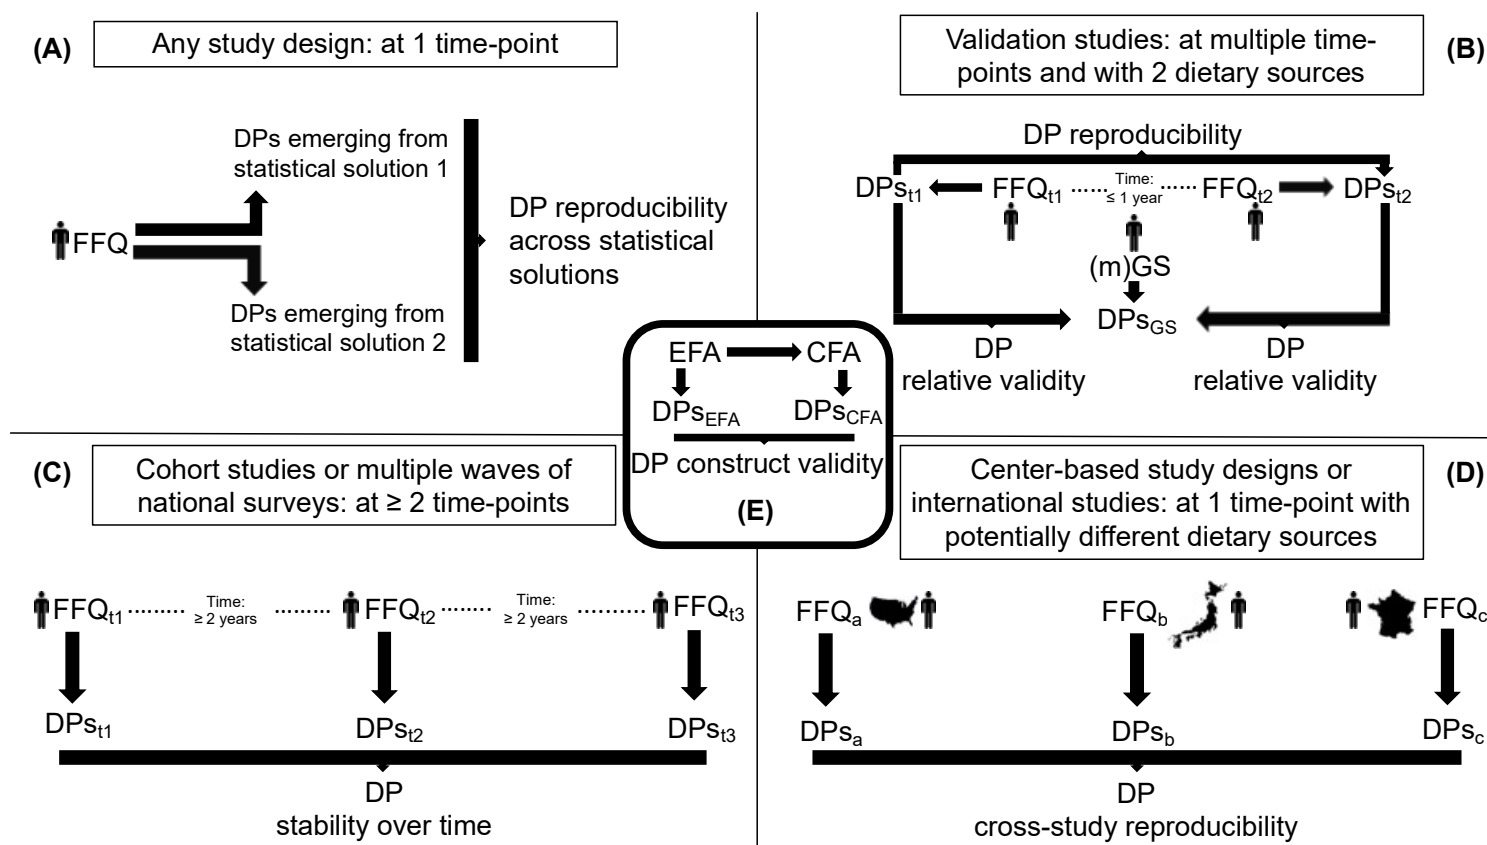 (A)
Any study design: at 1 time-point
DPs emerging from
statistical solution 1
FFQ
DPs emerging from
statistical solution 2
DP reproducibility
across statistical
solutions
Validation studies: at multiple time-
points and with 2 dietary sources
(B)
DP reproducibility
DPst1
FFQt1
......
Time:
≤ 1 year
......
FFQt2
DPst2
(m)GS
DPsGS
DP
relative validity
DP
relative validity
EFA
CFA
DPsEFA
DPsCFA
DP construct validity
(E)
(C)
Cohort studies or multiple waves of
national surveys: at ≥ 2 time-points
FFQt1
.........
Time:
≥ 2 years
.........
FFQt2
........
Time:
≥ 2 years
..........
FFQt3
DPst1
DPst2
DPst3
DP
stability over time
Center-based study designs or
international studies: at 1 time-point with
potentially different dietary sources
(D)
FFQa
FFQb
FFQc
DPsa
DPsb
DPsc
DP
cross-study reproducibility